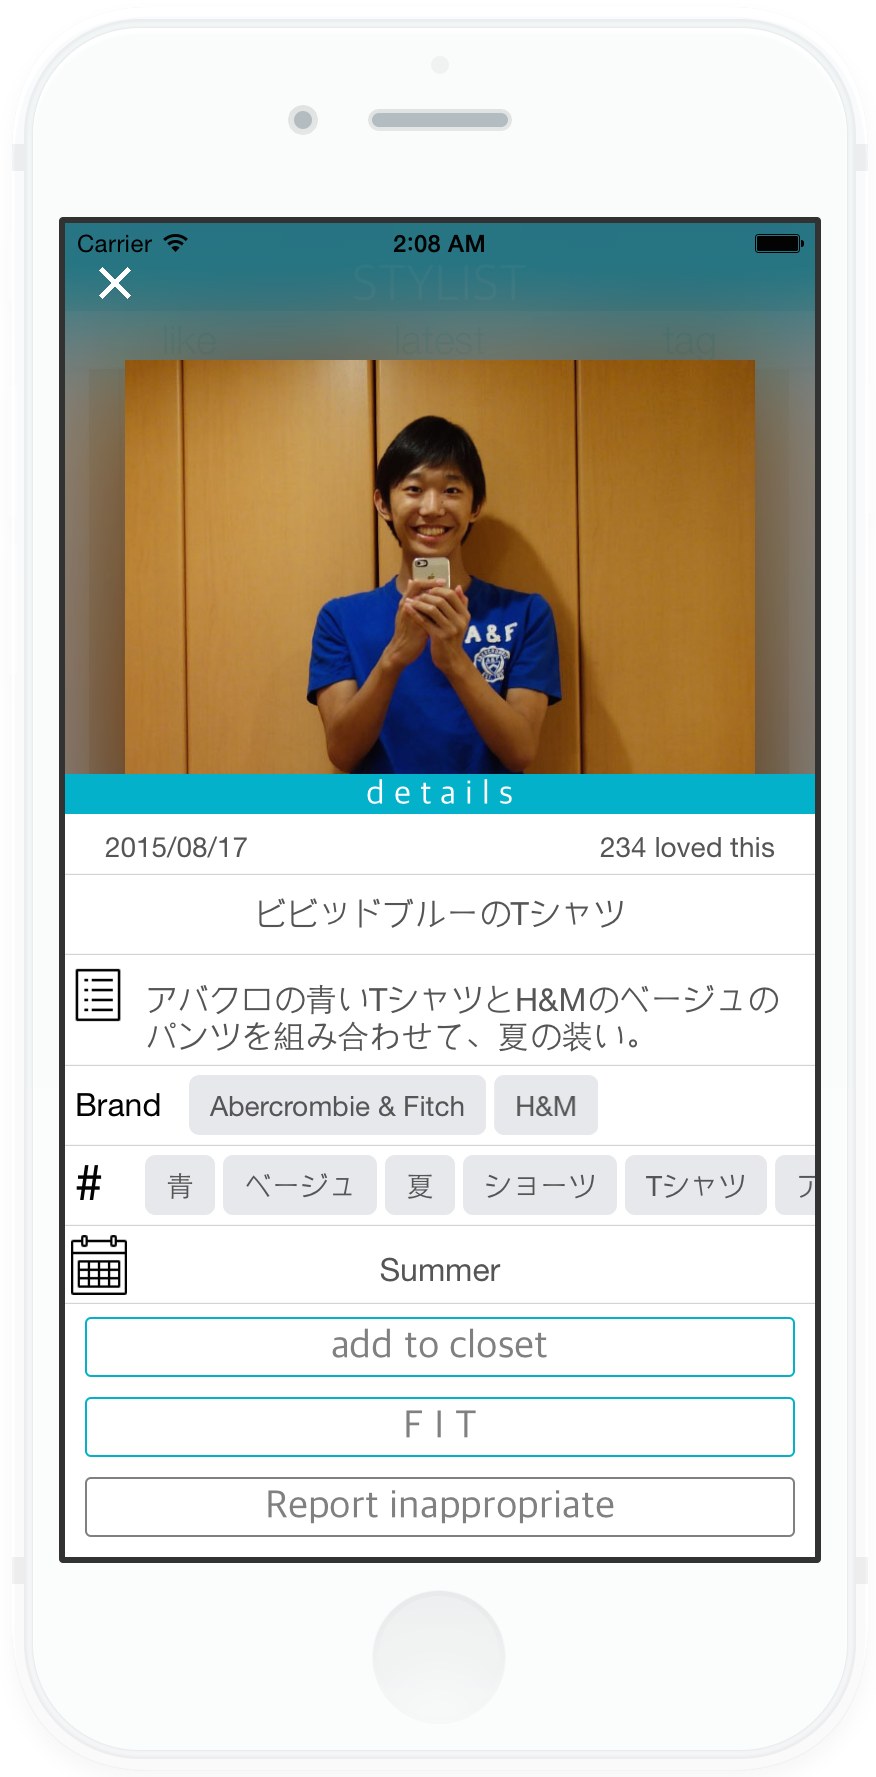 Carrier 2:08 AM
STYLIST
like latest tag
A&F
details
2015/08/17 234 loved this
ビビッドブルーのTシャツ
アバクロの青いTシャツとH&Mのベージュの
パンツを組み合わせて、夏の装い。
Brand Abercrombie & Fitch H&M
# 青 ベージュ 夏 ショーツ Tシャツ ア
Summer
add to closet
FIT
Report inappropriate